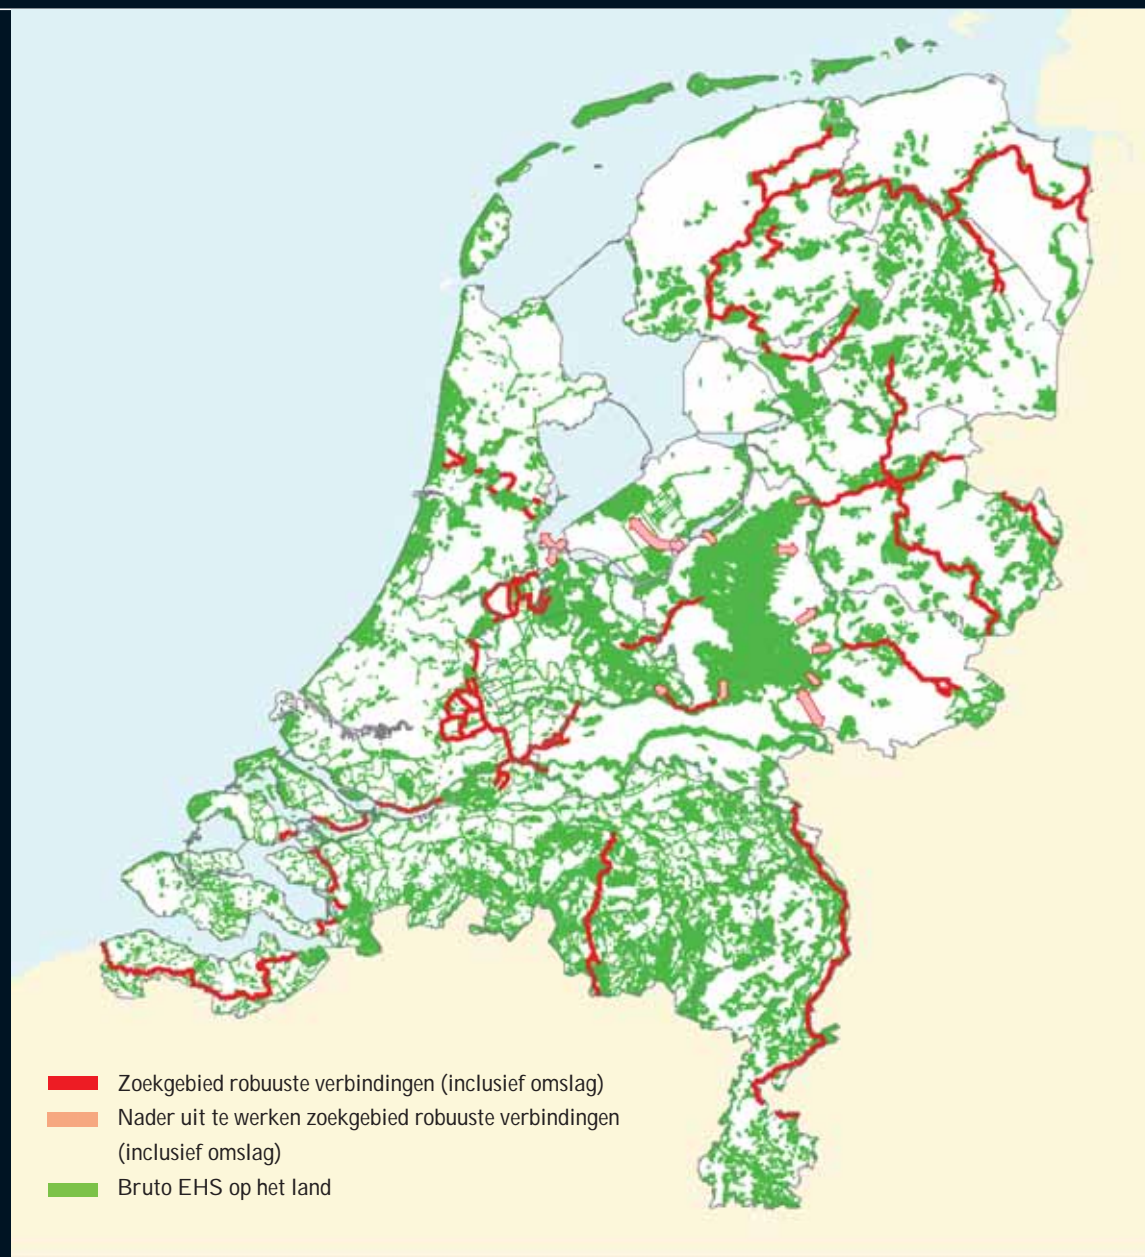 Zoekgebied robuuste verbindingen (inclusief omslag)
Nader uit te werken zoekgebied robuuste verbindingen
(inclusief omslag)
Bruto EHS op het land